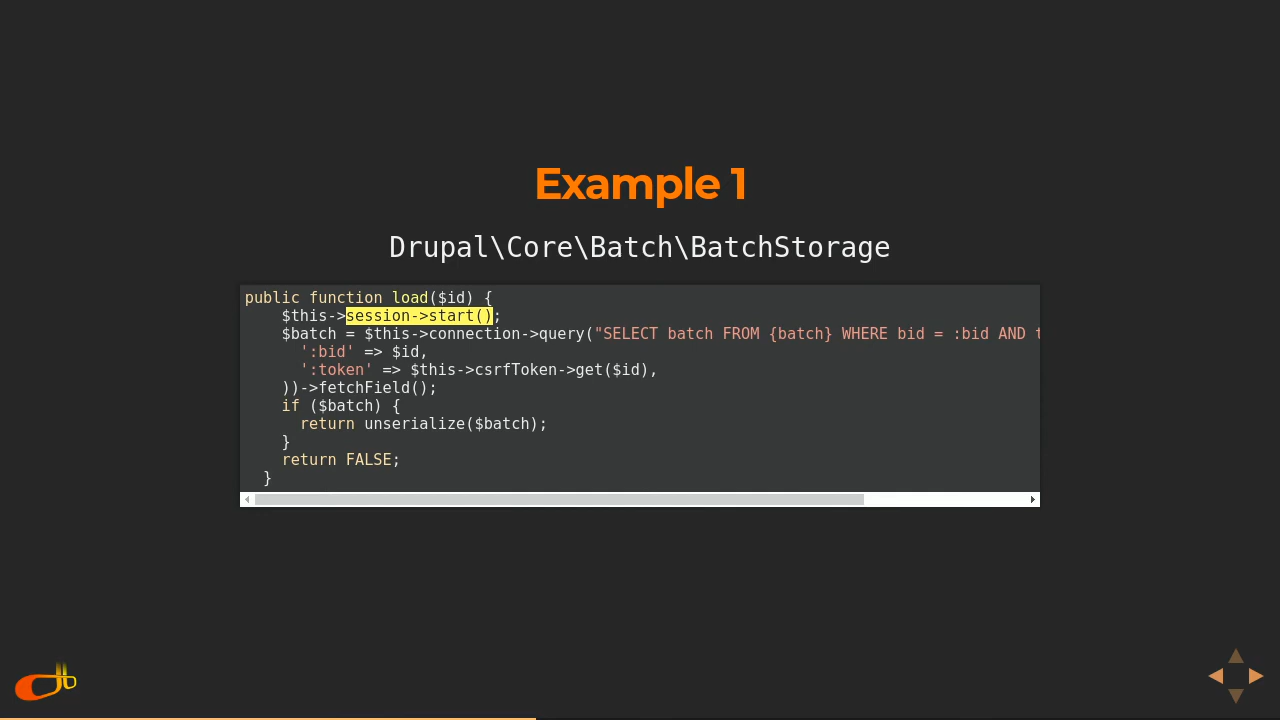 Example 1
Drupal\Core\Batch\BatchStorage
public function load($id) {
    $this->session->start();
    $batch = $this->connection->query("SELECT batch FROM {batch} WHERE bid = :bid AND t
      ':bid' => $id,
      ':token' => $this->csrfToken->get($id),
    ))->fetchField();
    if ($batch) {
      return unserialize($batch);
    }
    return FALSE;
  }